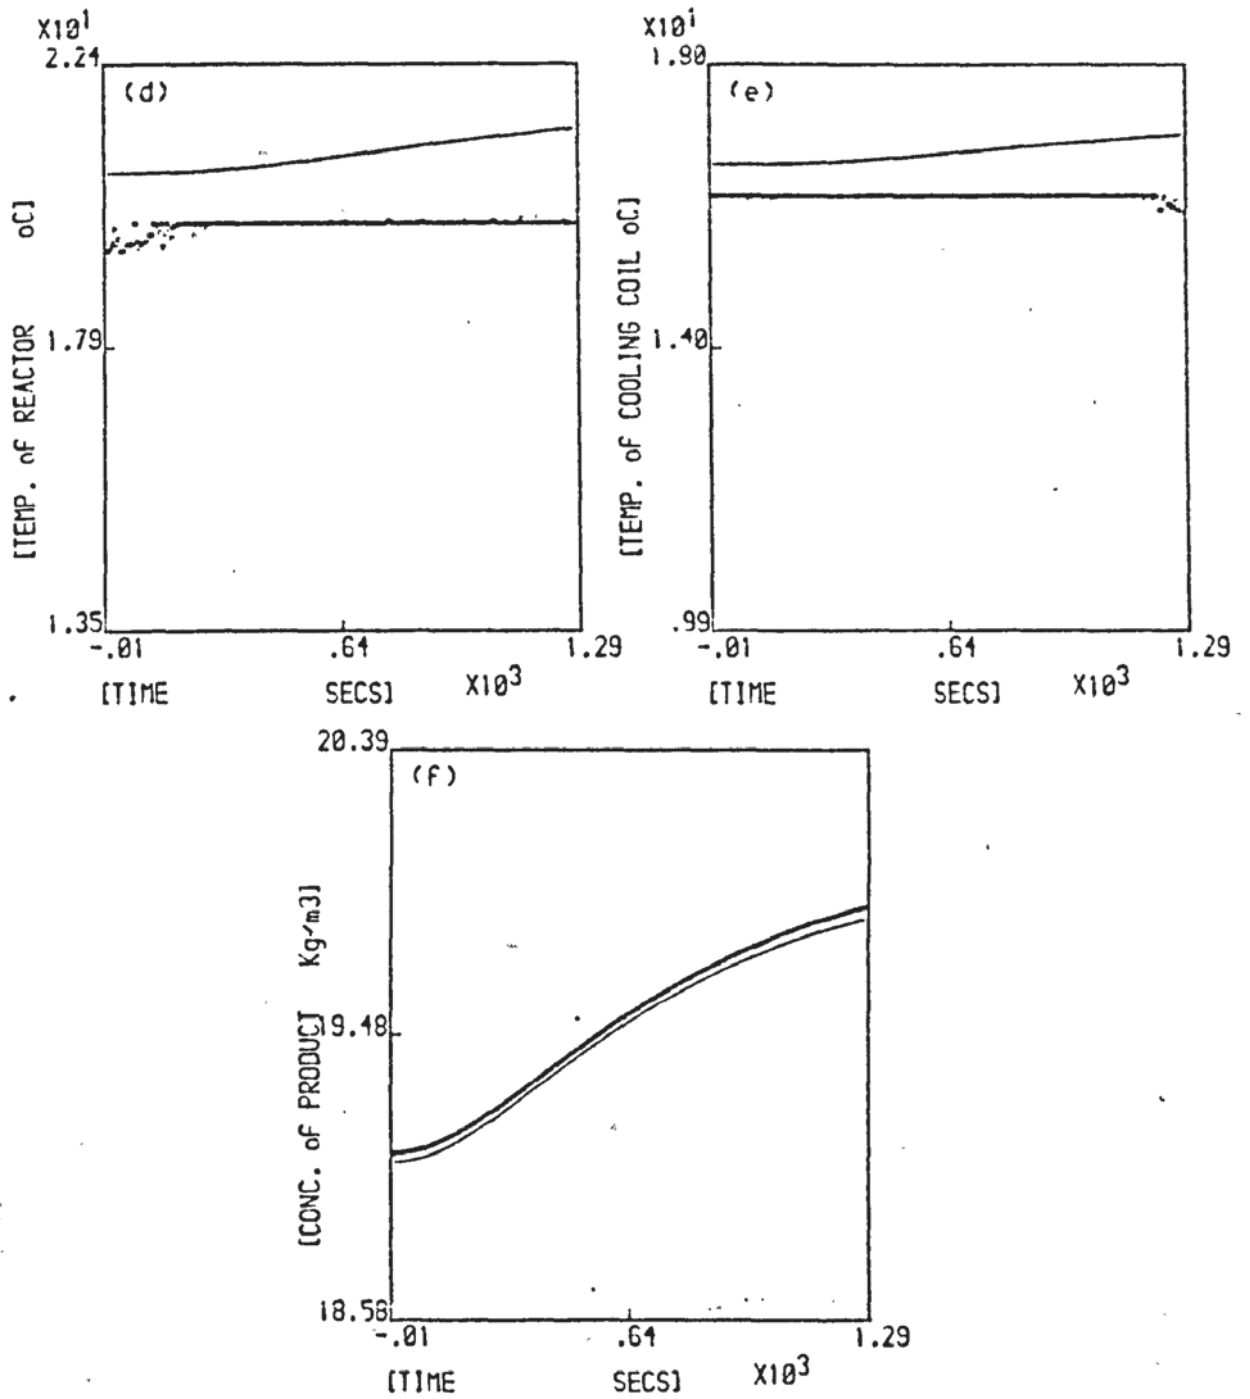 X10¹
2.24
(d)
[TEMP. of REACTOR oC]
1.79
1.35
-.01 .64 1.29
[TIME SECS] X10³
X10¹
1.80
(e)
[TEMP. of COOLING COIL oC]
1.40
.99
-.01 .64 1.29
[TIME SECS] X10³
20.39
(f)
[CONC. of PRODUCT Kg/m3]
19.48
18.58
-.01 .64 1.29
[TIME SECS] X10³